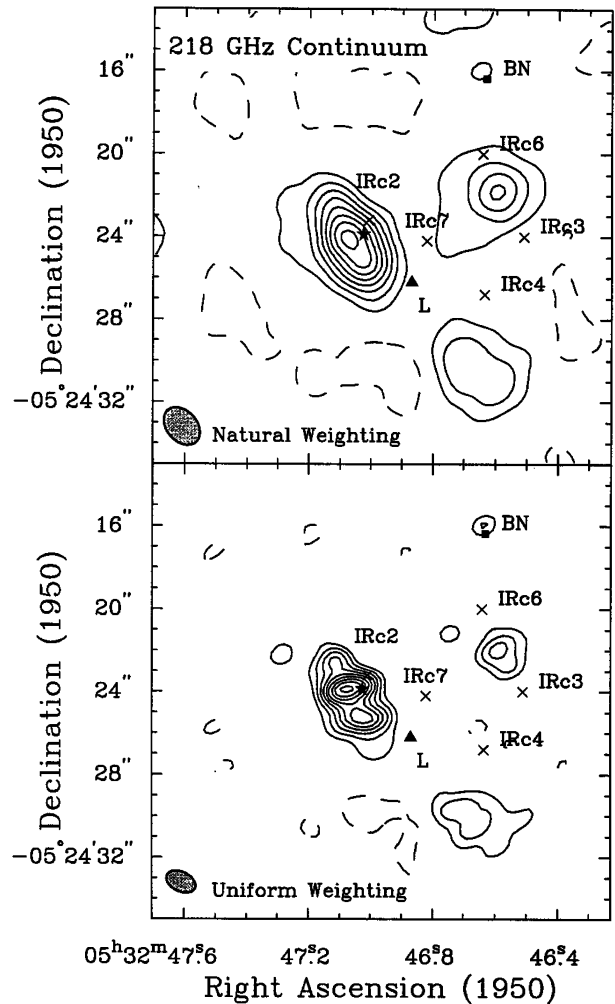 218 GHz Continuum
BN
16"
IRc6
20"
IRc2
IRc7
IRc3
24"
IRc4
L
28"
−05°24'32"
Natural Weighting
Declination (1950)
BN
16"
IRc6
20"
IRc2
IRc7
IRc3
24"
IRc4
L
28"
−05°24'32"
Uniform Weighting
Declination (1950)
05ʰ32ᵐ47ˢ.6 47ˢ.2 46ˢ.8 46ˢ.4
Right Ascension (1950)